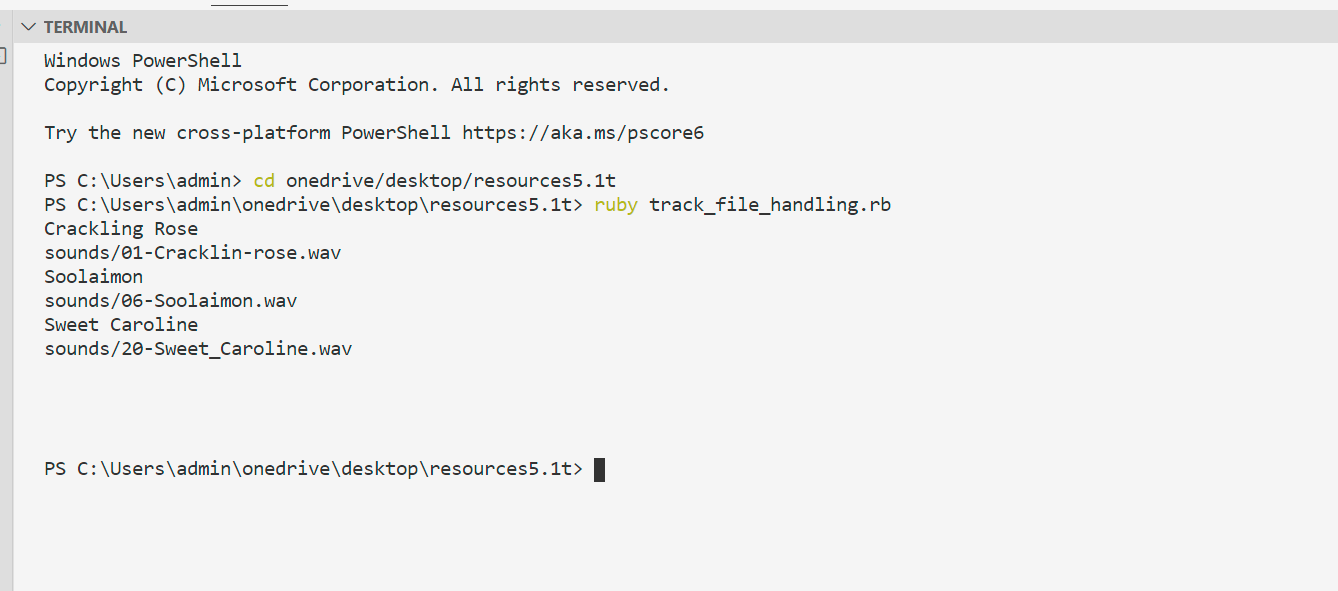 TERMINAL
Windows PowerShell
Copyright (C) Microsoft Corporation. All rights reserved.
Try the new cross-platform PowerShell https://aka.ms/pscore6
PS C:\Users\admin> cd onedrive/desktop/resources5.1t
PS C:\Users\admin\onedrive\desktop\resources5.1t> ruby track_file_handling.rb
Crackling Rose
sounds/01-Cracklin-rose.wav
Soolaimon
sounds/06-Soolaimon.wav
Sweet Caroline
sounds/20-Sweet_Caroline.wav
PS C:\Users\admin\onedrive\desktop\resources5.1t>